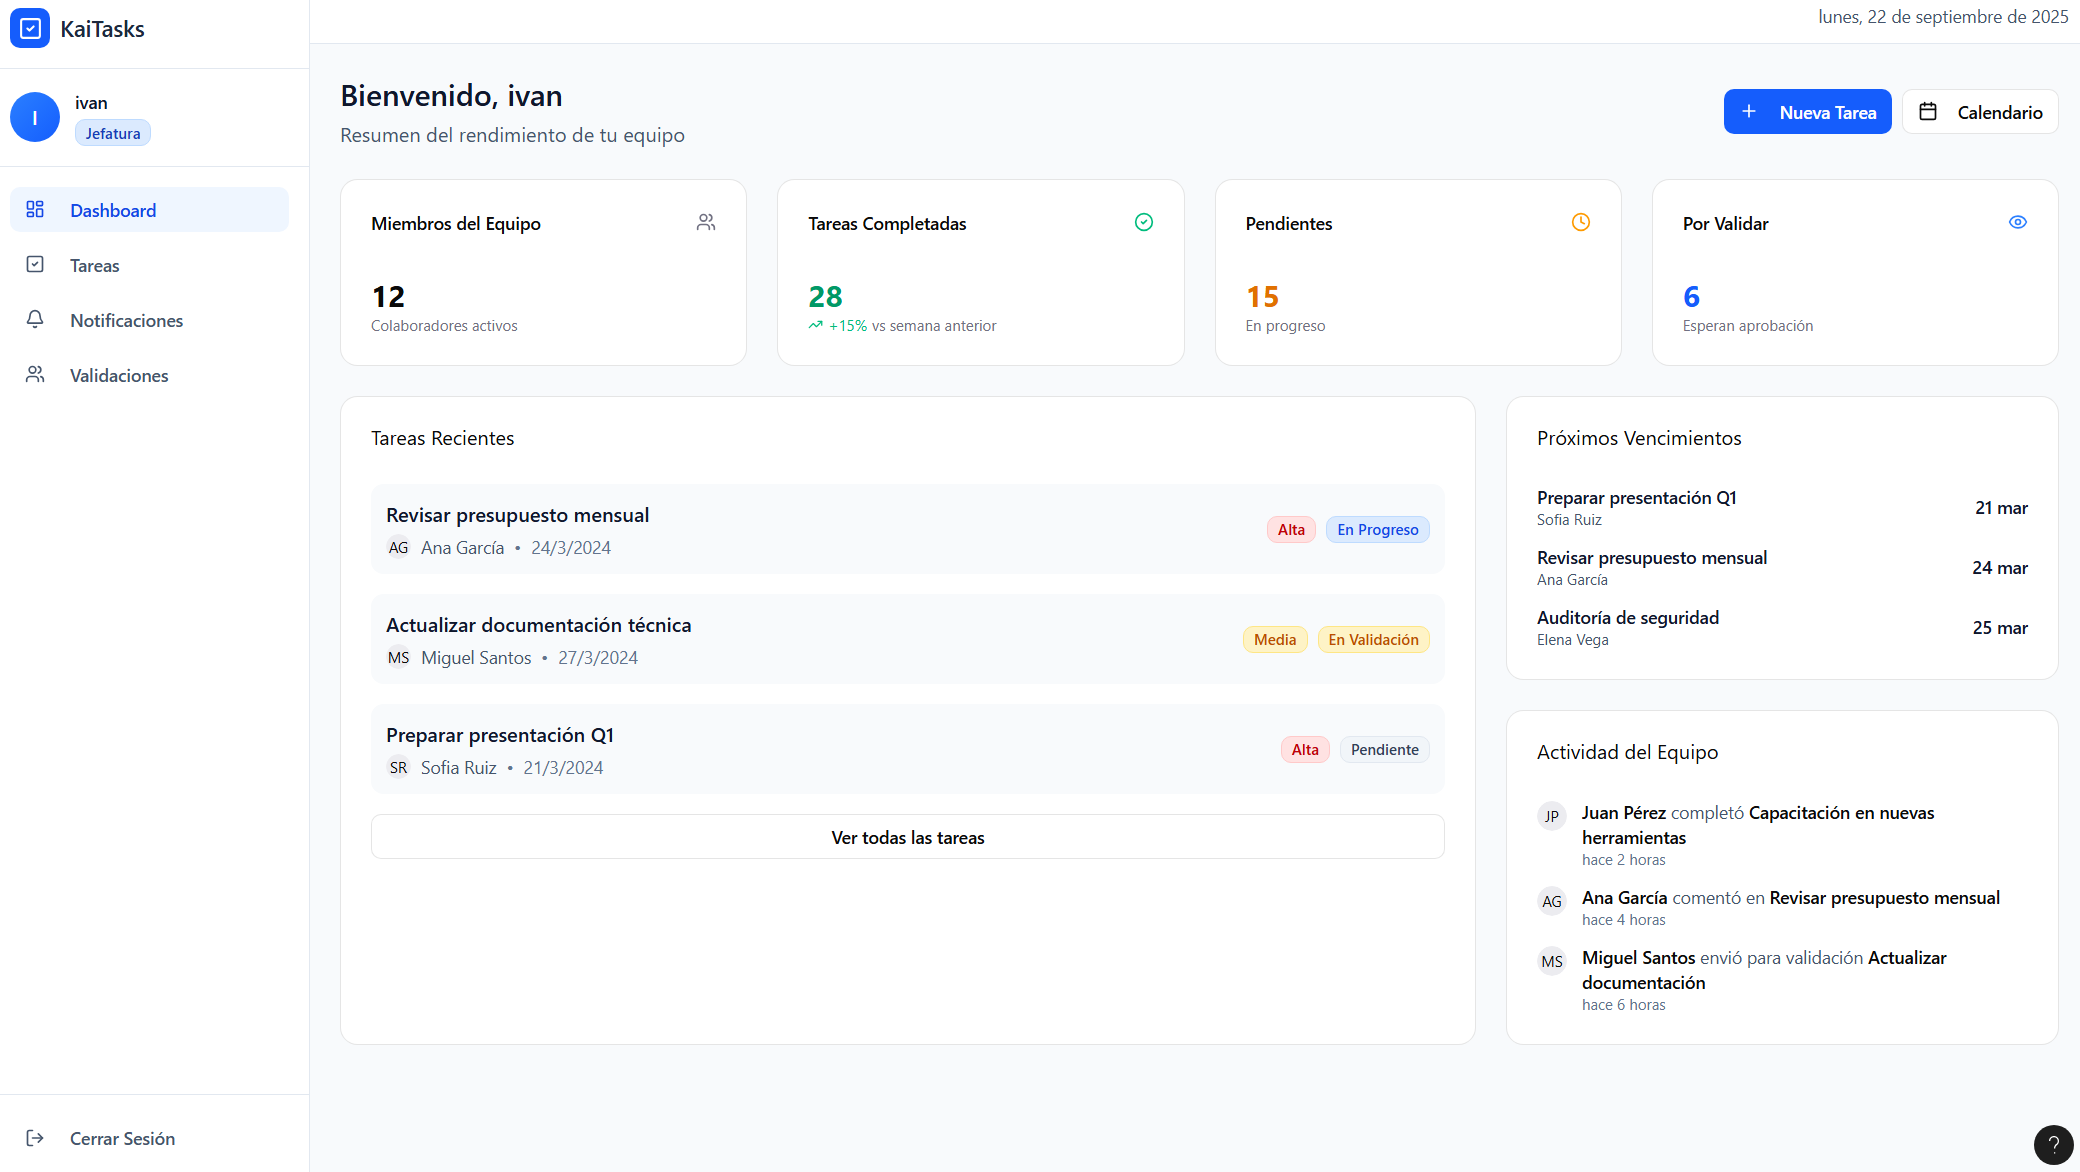 KaiTasks
lunes, 22 de septiembre de 2025
I
ivan
Jefatura
Dashboard
Tareas
Notificaciones
Validaciones
Cerrar Sesión
Bienvenido, ivan
Resumen del rendimiento de tu equipo
Nueva Tarea
Calendario
Miembros del Equipo
12
Colaboradores activos
Tareas Completadas
28
+15% vs semana anterior
Pendientes
15
En progreso
Por Validar
6
Esperan aprobación
Tareas Recientes
Revisar presupuesto mensual
AG Ana García • 24/3/2024
Alta
En Progreso
Actualizar documentación técnica
MS Miguel Santos • 27/3/2024
Media
En Validación
Preparar presentación Q1
SR Sofia Ruiz • 21/3/2024
Alta
Pendiente
Ver todas las tareas
Próximos Vencimientos
Preparar presentación Q1
Sofia Ruiz
21 mar
Revisar presupuesto mensual
Ana García
24 mar
Auditoría de seguridad
Elena Vega
25 mar
Actividad del Equipo
JP
Juan Pérez completó Capacitación en nuevas
herramientas
hace 2 horas
AG
Ana García comentó en Revisar presupuesto mensual
hace 4 horas
MS
Miguel Santos envió para validación Actualizar
documentación
hace 6 horas
?